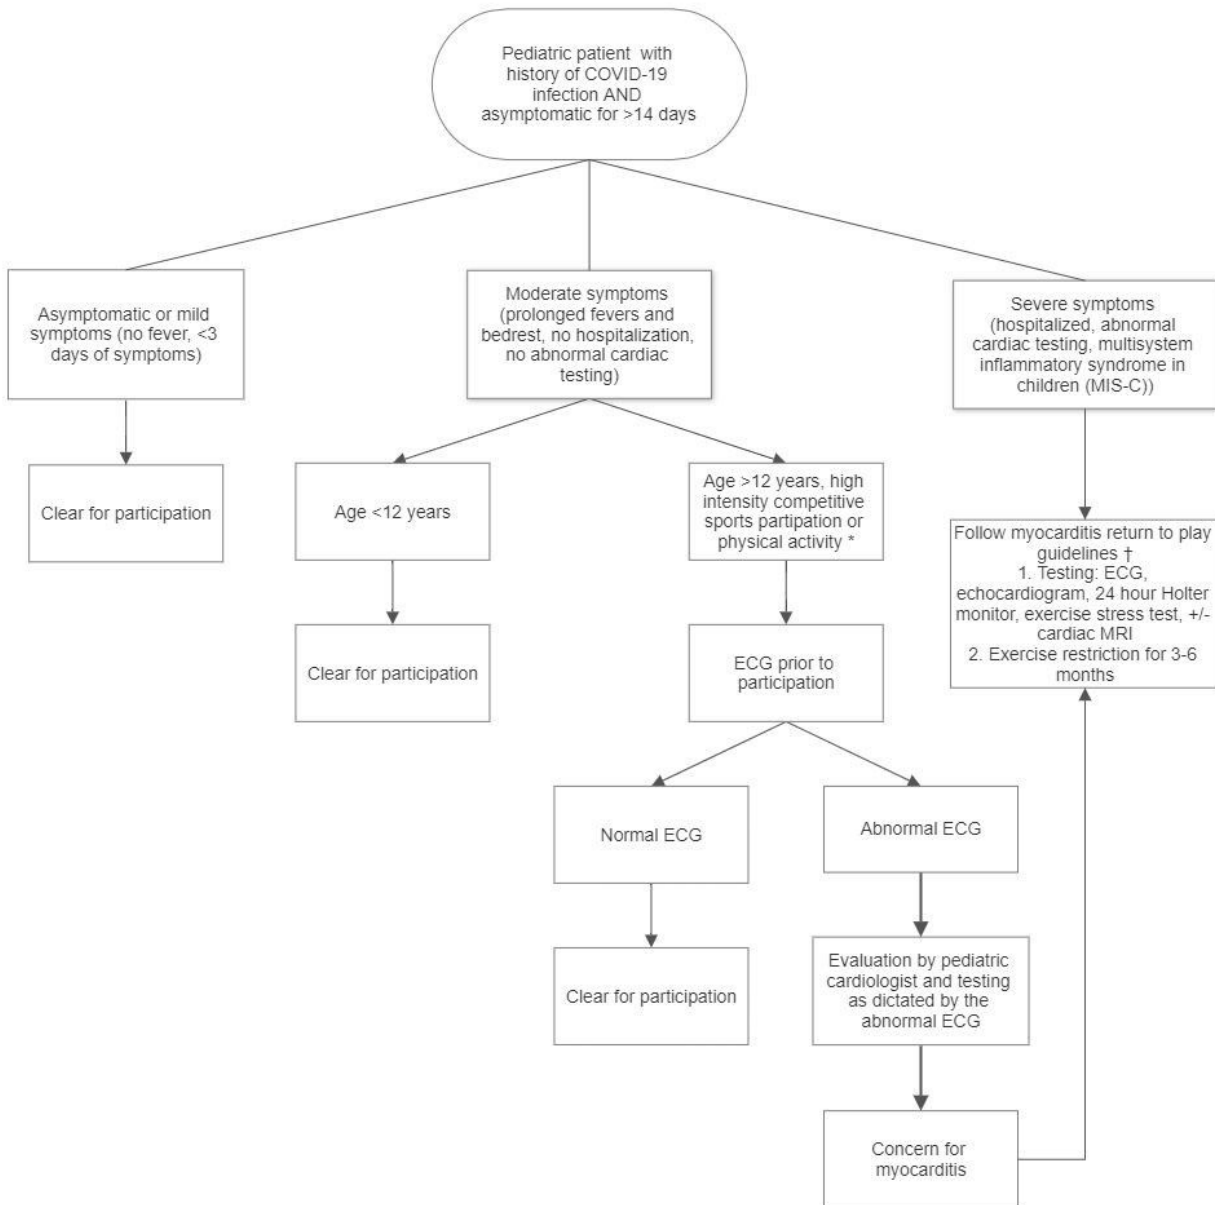 Pediatric patient with
history of COVID-19
infection AND
asymptomatic for >14 days
Asymptomatic or mild
symptoms (no fever, <3
days of symptoms)
Moderate symptoms
(prolonged fevers and
bedrest, no hospitalization,
no abnormal cardiac
testing)
Severe symptoms
(hospitalized, abnormal
cardiac testing, multisystem
inflammatory syndrome in
children (MIS-C))
Clear for participation
Age <12 years
Age >12 years, high
intensity competitive
sports partipation or
physical activity *
Follow myocarditis return to play
guidelines †
1. Testing: ECG,
echocardiogram, 24 hour Holter
monitor, exercise stress test, +/-
cardiac MRI
2. Exercise restriction for 3-6
months
Clear for participation
ECG prior to
participation
Normal ECG
Abnormal ECG
Clear for participation
Evaluation by pediatric
cardiologist and testing
as dictated by the
abnormal ECG
Concern for
myocarditis